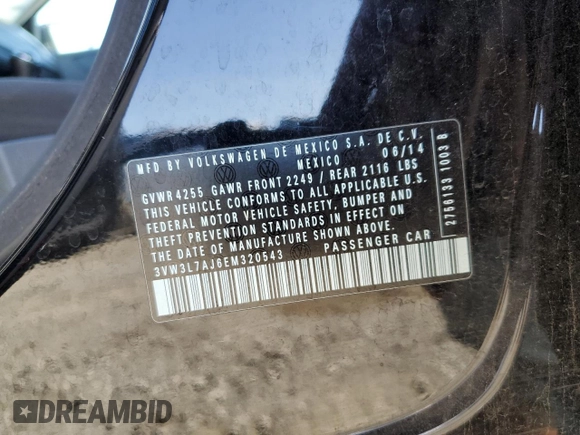 MFD BY VOLKSWAGEN DE MEXICO S.A. DE C.V.
MEXICO 06/14
GVWR 4255 GAWR FRONT 2249 / REAR 2116 LBS
THIS VEHICLE CONFORMS TO ALL APPLICABLE U.S.
FEDERAL MOTOR VEHICLE SAFETY, BUMPER AND
THEFT PREVENTION STANDARDS IN EFFECT ON
THE DATE OF MANUFACTURE SHOWN ABOVE.
3VW3L7AJ6EM320543 PASSENGER CAR
2756133 1003 B
DREAMBID